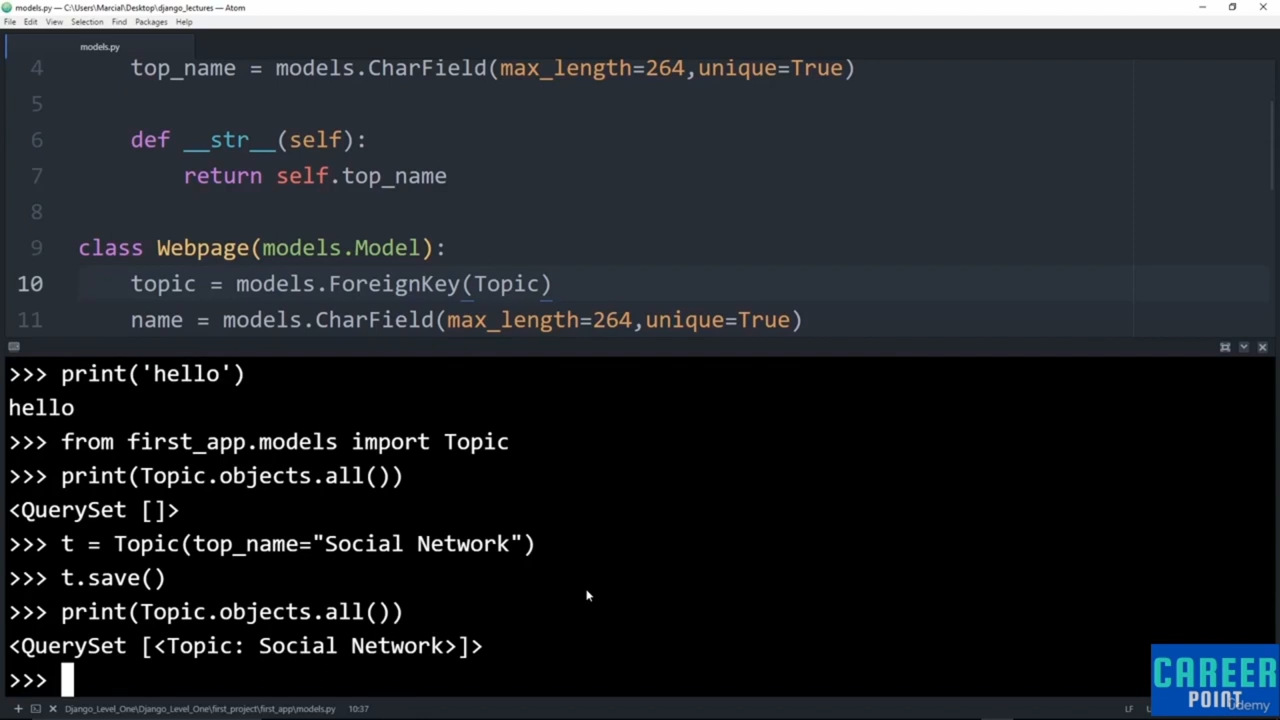 models.py — C:\Users\Marcial\Desktop\django_lectures — Atom
File Edit View Selection Find Packages Help
models.py
4 top_name = models.CharField(max_length=264,unique=True)
5
6 def __str__(self):
7 return self.top_name
8
9 class Webpage(models.Model):
10 topic = models.ForeignKey(Topic)
11 name = models.CharField(max_length=264,unique=True)
>>> print('hello')
hello
>>> from first_app.models import Topic
>>> print(Topic.objects.all())
<QuerySet []>
>>> t = Topic(top_name="Social Network")
>>> t.save()
>>> print(Topic.objects.all())
<QuerySet [<Topic: Social Network>]>
>>>
Django_Level_One\Django_Level_One\first_project\first_app\models.py 10:37 LF
CAREER
POINT
Udemy